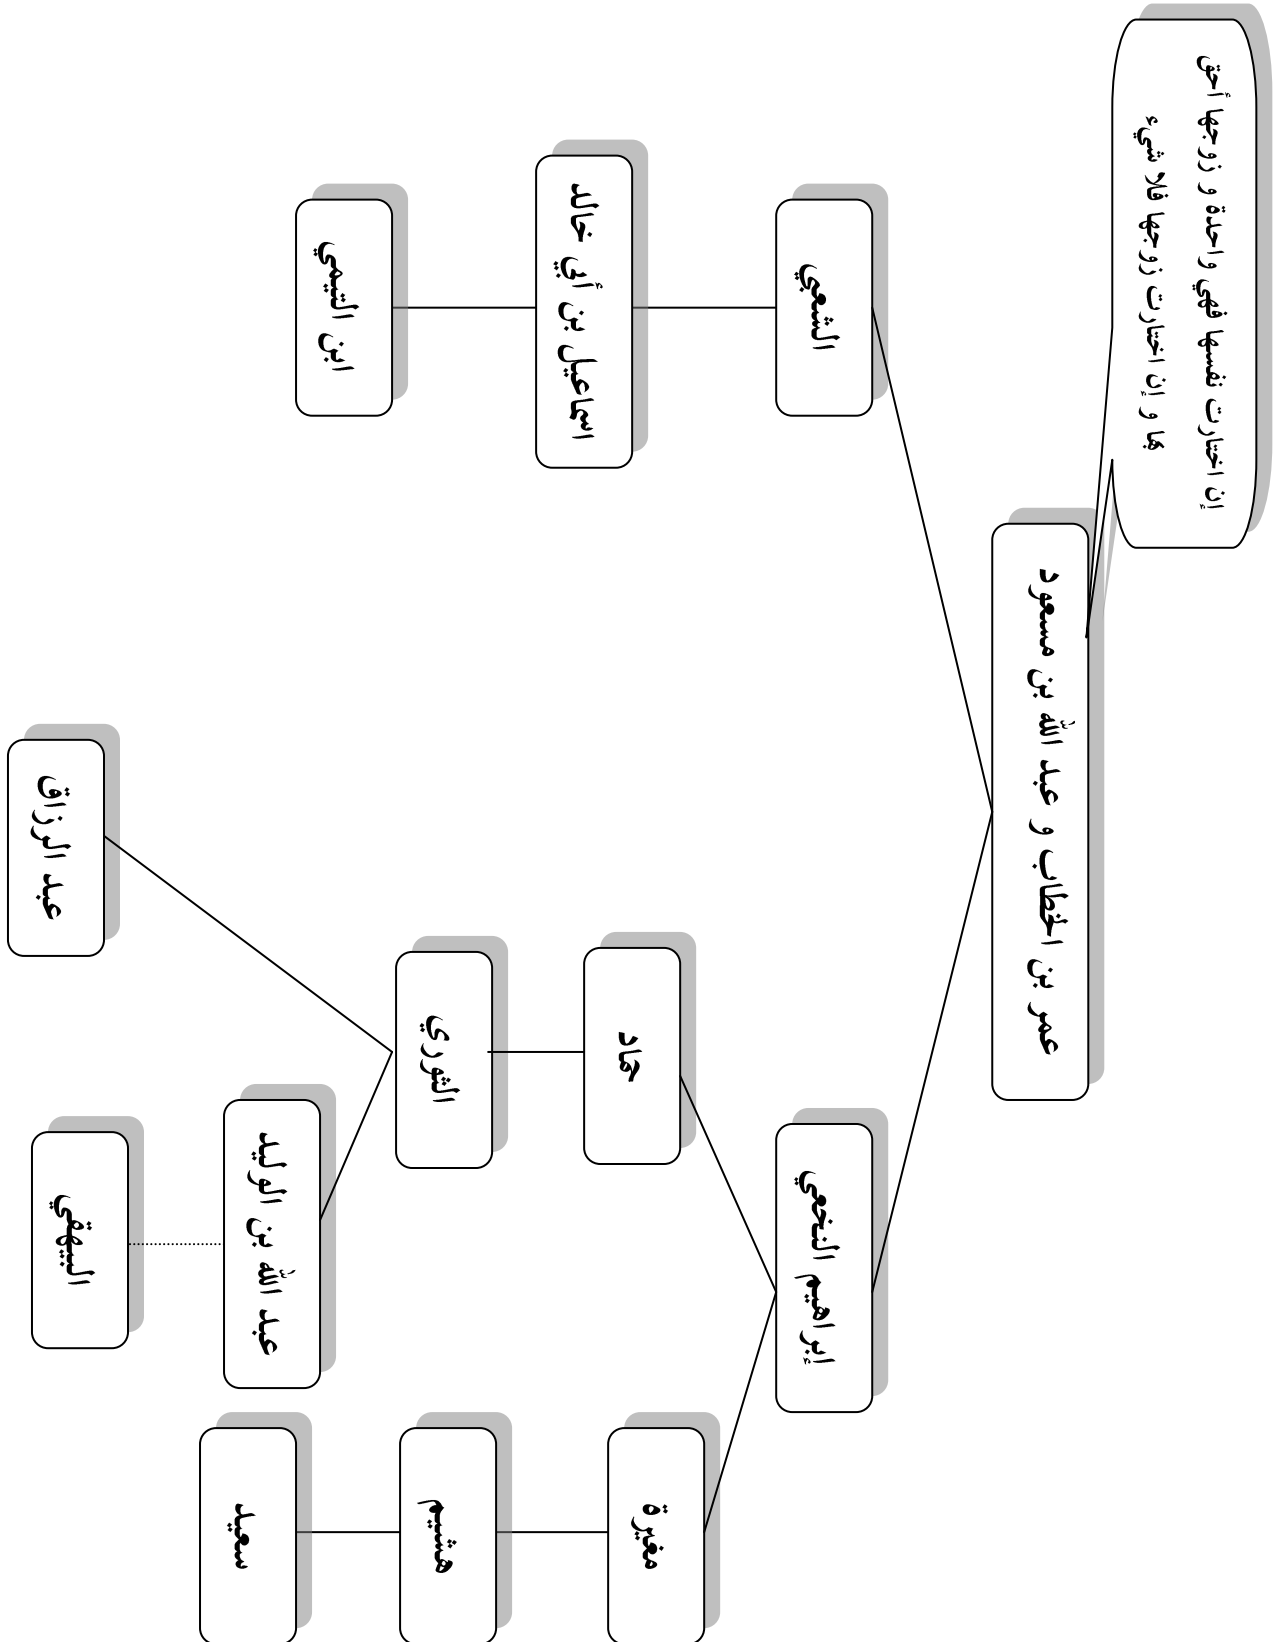 إن اختارت نفسها فهي واحدة و زوجها أحق
بها و إن اختارت زوجها فلا شيء
عمر بن الخطاب و عبد الله بن مسعود
الشعبي
إبراهيم النخعي
اسماعيل بن أبي خالد
حماد
مغيرة
ابن التيمي
الثوري
هشيم
عبد الله بن الوليد
سعيد
عبد الرزاق
البيهقي